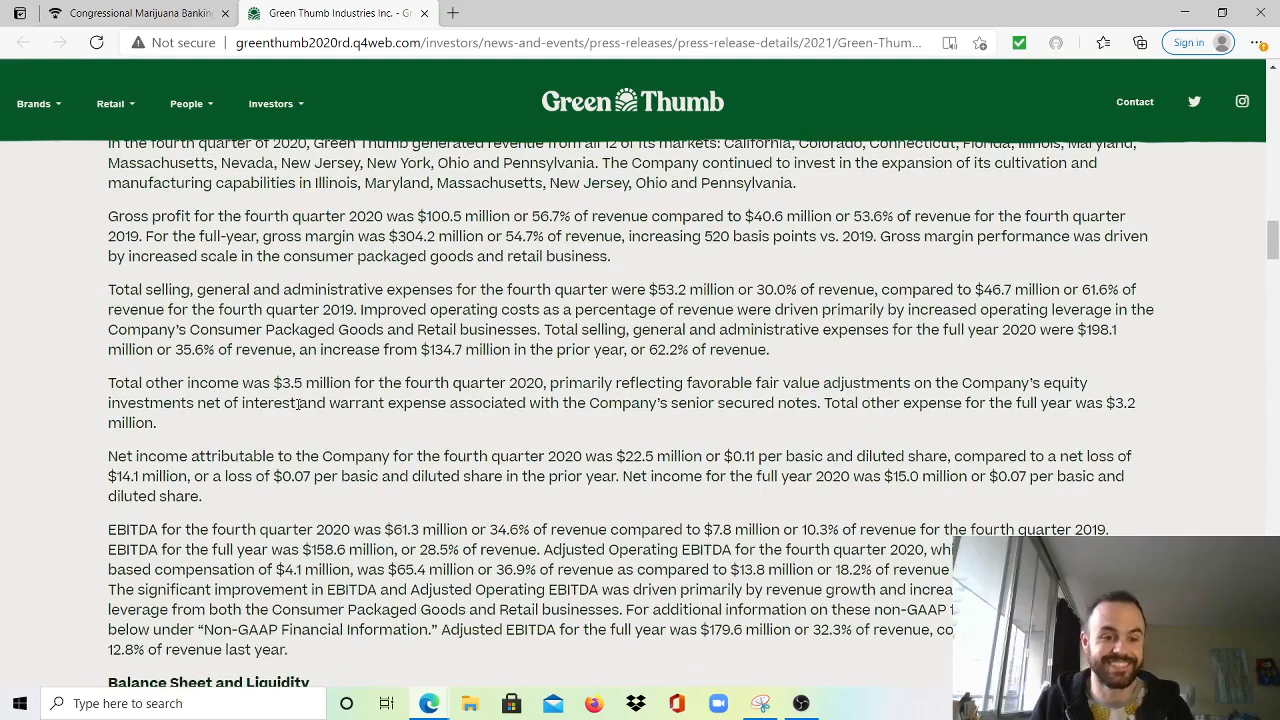 Congressional Marijuana Banking
Green Thumb Industries Inc. - G
Not secure
greenthumb2020rd.q4web.com/investors/news-and-events/press-releases/press-release-details/2021/Green-Thum...
Sign in
Brands
Retail
People
Investors
Green Thumb
Contact
In the fourth quarter of 2020, Green Thumb generated revenue from all 12 of its markets: California, Colorado, Connecticut, Florida, Illinois, Maryland,
Massachusetts, Nevada, New Jersey, New York, Ohio and Pennsylvania. The Company continued to invest in the expansion of its cultivation and
manufacturing capabilities in Illinois, Maryland, Massachusetts, New Jersey, Ohio and Pennsylvania.
Gross profit for the fourth quarter 2020 was $100.5 million or 56.7% of revenue compared to $40.6 million or 53.6% of revenue for the fourth quarter
2019. For the full-year, gross margin was $304.2 million or 54.7% of revenue, increasing 520 basis points vs. 2019. Gross margin performance was driven
by increased scale in the consumer packaged goods and retail business.
Total selling, general and administrative expenses for the fourth quarter were $53.2 million or 30.0% of revenue, compared to $46.7 million or 61.6% of
revenue for the fourth quarter 2019. Improved operating costs as a percentage of revenue were driven primarily by increased operating leverage in the
Company's Consumer Packaged Goods and Retail businesses. Total selling, general and administrative expenses for the full year 2020 were $198.1
million or 35.6% of revenue, an increase from $134.7 million in the prior year, or 62.2% of revenue.
Total other income was $3.5 million for the fourth quarter 2020, primarily reflecting favorable fair value adjustments on the Company's equity
investments net of interest and warrant expense associated with the Company's senior secured notes. Total other expense for the full year was $3.2
million.
Net income attributable to the Company for the fourth quarter 2020 was $22.5 million or $0.11 per basic and diluted share, compared to a net loss of
$14.1 million, or a loss of $0.07 per basic and diluted share in the prior year. Net income for the full year 2020 was $15.0 million or $0.07 per basic and
diluted share.
EBITDA for the fourth quarter 2020 was $61.3 million or 34.6% of revenue compared to $7.8 million or 10.3% of revenue for the fourth quarter 2019.
EBITDA for the full year was $158.6 million, or 28.5% of revenue. Adjusted Operating EBITDA for the fourth quarter 2020, wh
based compensation of $4.1 million, was $65.4 million or 36.9% of revenue as compared to $13.8 million or 18.2% of revenue
The significant improvement in EBITDA and Adjusted Operating EBITDA was driven primarily by revenue growth and increa
leverage from both the Consumer Packaged Goods and Retail businesses. For additional information on these non-GAAP
below under “Non-GAAP Financial Information.” Adjusted EBITDA for the full year was $179.6 million or 32.3% of revenue, co
12.8% of revenue last year.
Balance Sheet and Liquidity
Type here to search